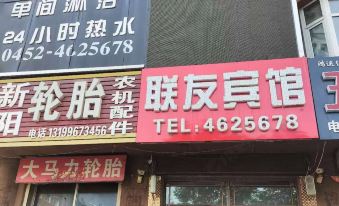 单间淋浴
24小时热水
0452-4625678
新阳轮胎 农机配件
电话13199673456
联友宾馆
TEL:4625678
大马力轮胎
鸿运